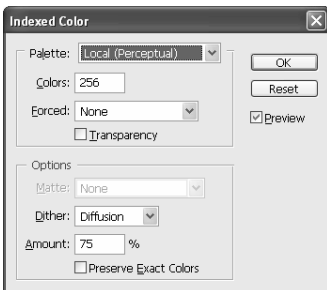 Indexed Color
Palette: Local (Perceptual)
OK
Colors: 256
Reset
Forced: None
Preview
Transparency
Options
Matte: None
Dither: Diffusion
Amount: 75 %
Preserve Exact Colors